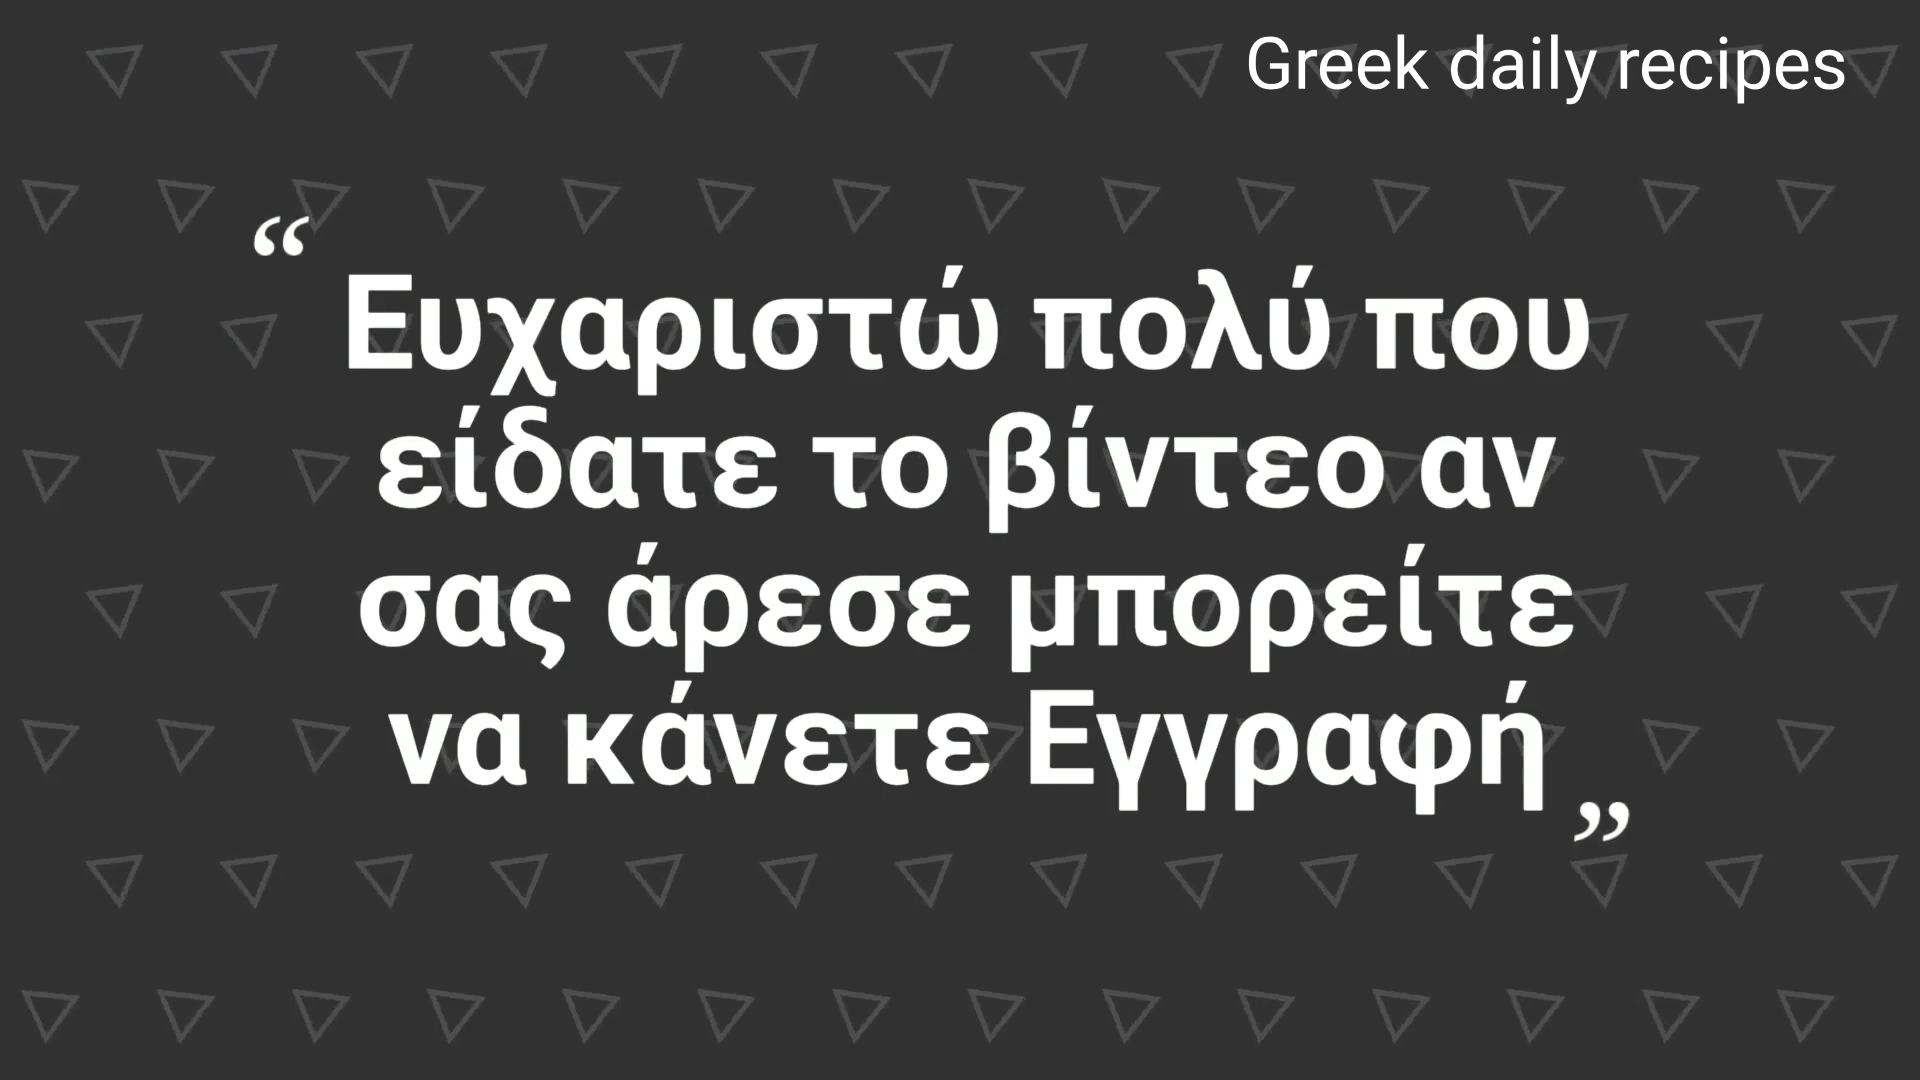 Greek daily recipes
“
Ευχαριστώ πολύ που
είδατε το βίντεο αν
σας άρεσε μπορείτε
να κάνετε Εγγραφή
”